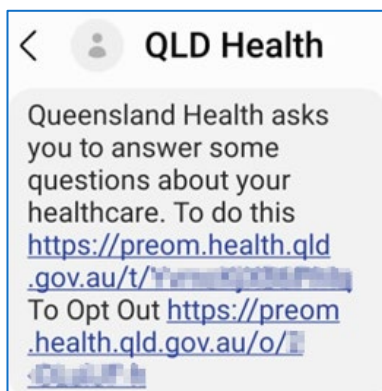 QLD Health
Queensland Health asks
you to answer some
questions about your
healthcare. To do this
https://preom.health.qld
.gov.au/t/
To Opt Out https://preom
.health.qld.gov.au/o/